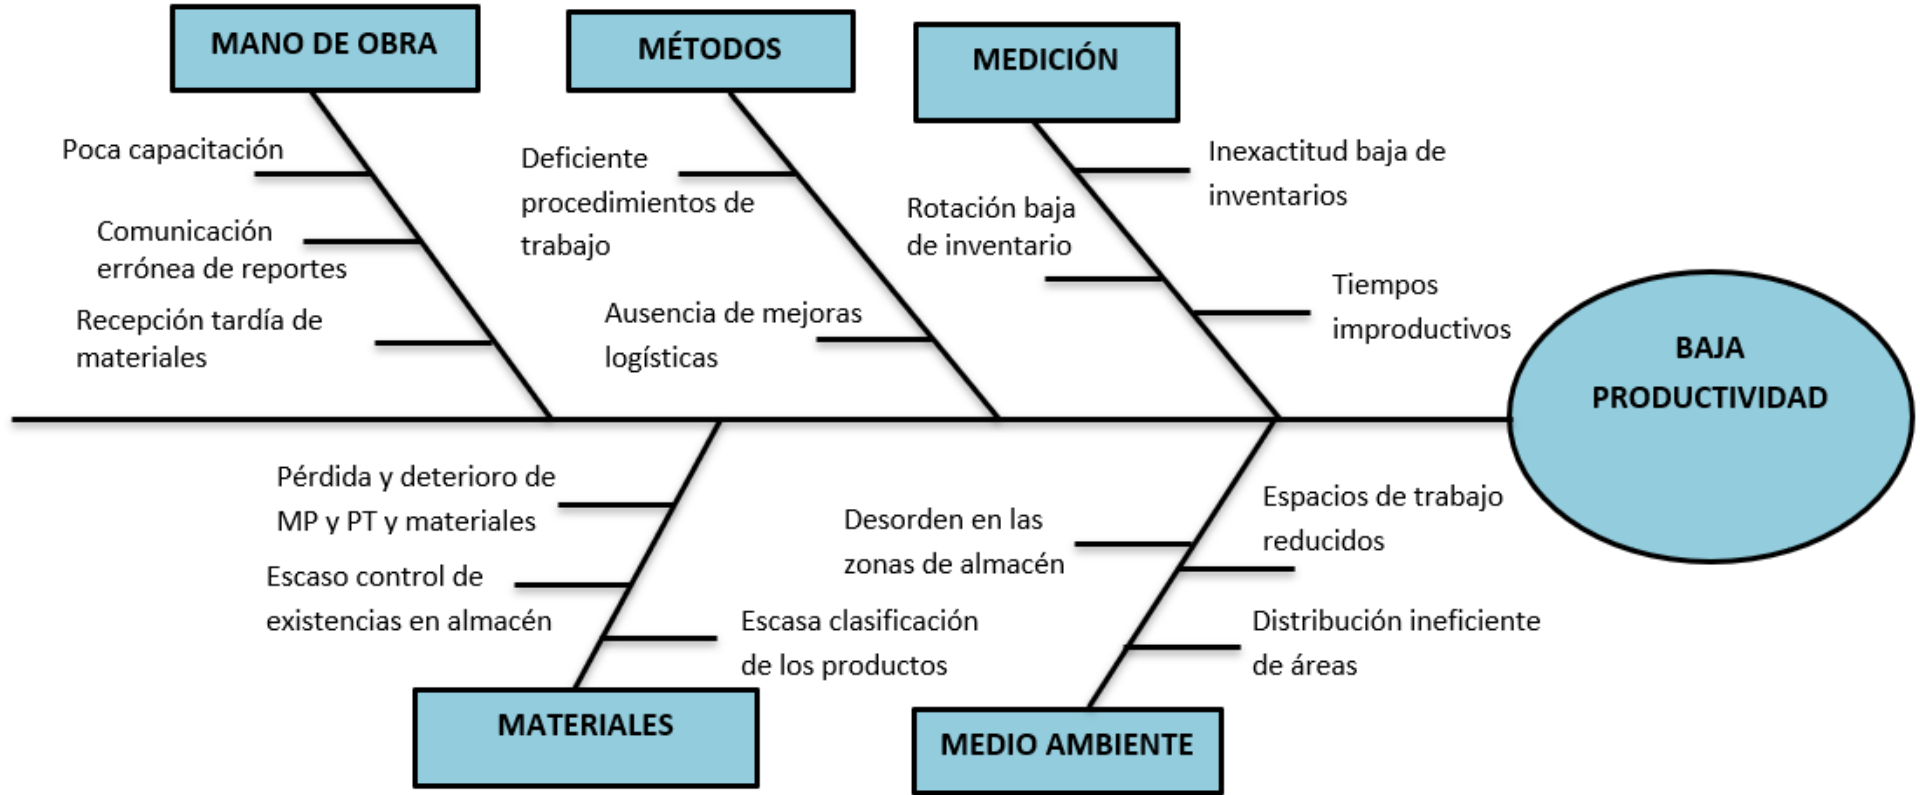 MANO DE OBRA
MÉTODOS
MEDICIÓN
Poca capacitación
Comunicación
errónea de reportes
Recepción tardía de
materiales
Deficiente
procedimientos de
trabajo
Ausencia de mejoras
logísticas
Rotación baja
de inventario
Inexactitud baja de
inventarios
Tiempos
improductivos
BAJA
PRODUCTIVIDAD
Pérdida y deterioro de
MP y PT y materiales
Escaso control de
existencias en almacén
Escasa clasificación
de los productos
Desorden en las
zonas de almacén
Espacios de trabajo
reducidos
Distribución ineficiente
de áreas
MATERIALES
MEDIO AMBIENTE